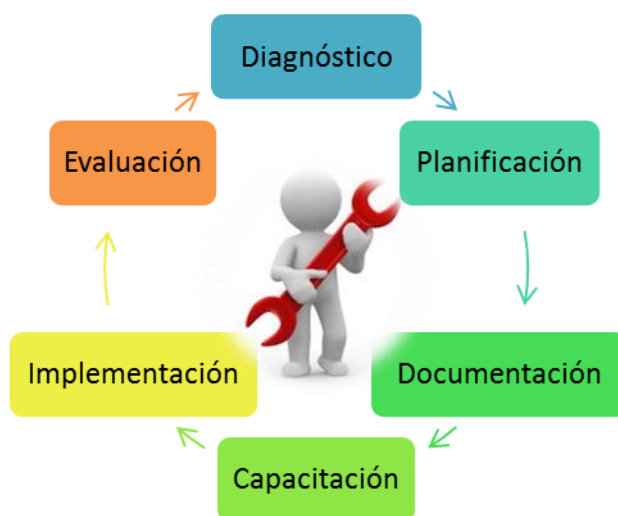 Diagnóstico
Planificación
Documentación
Capacitación
Implementación
Evaluación